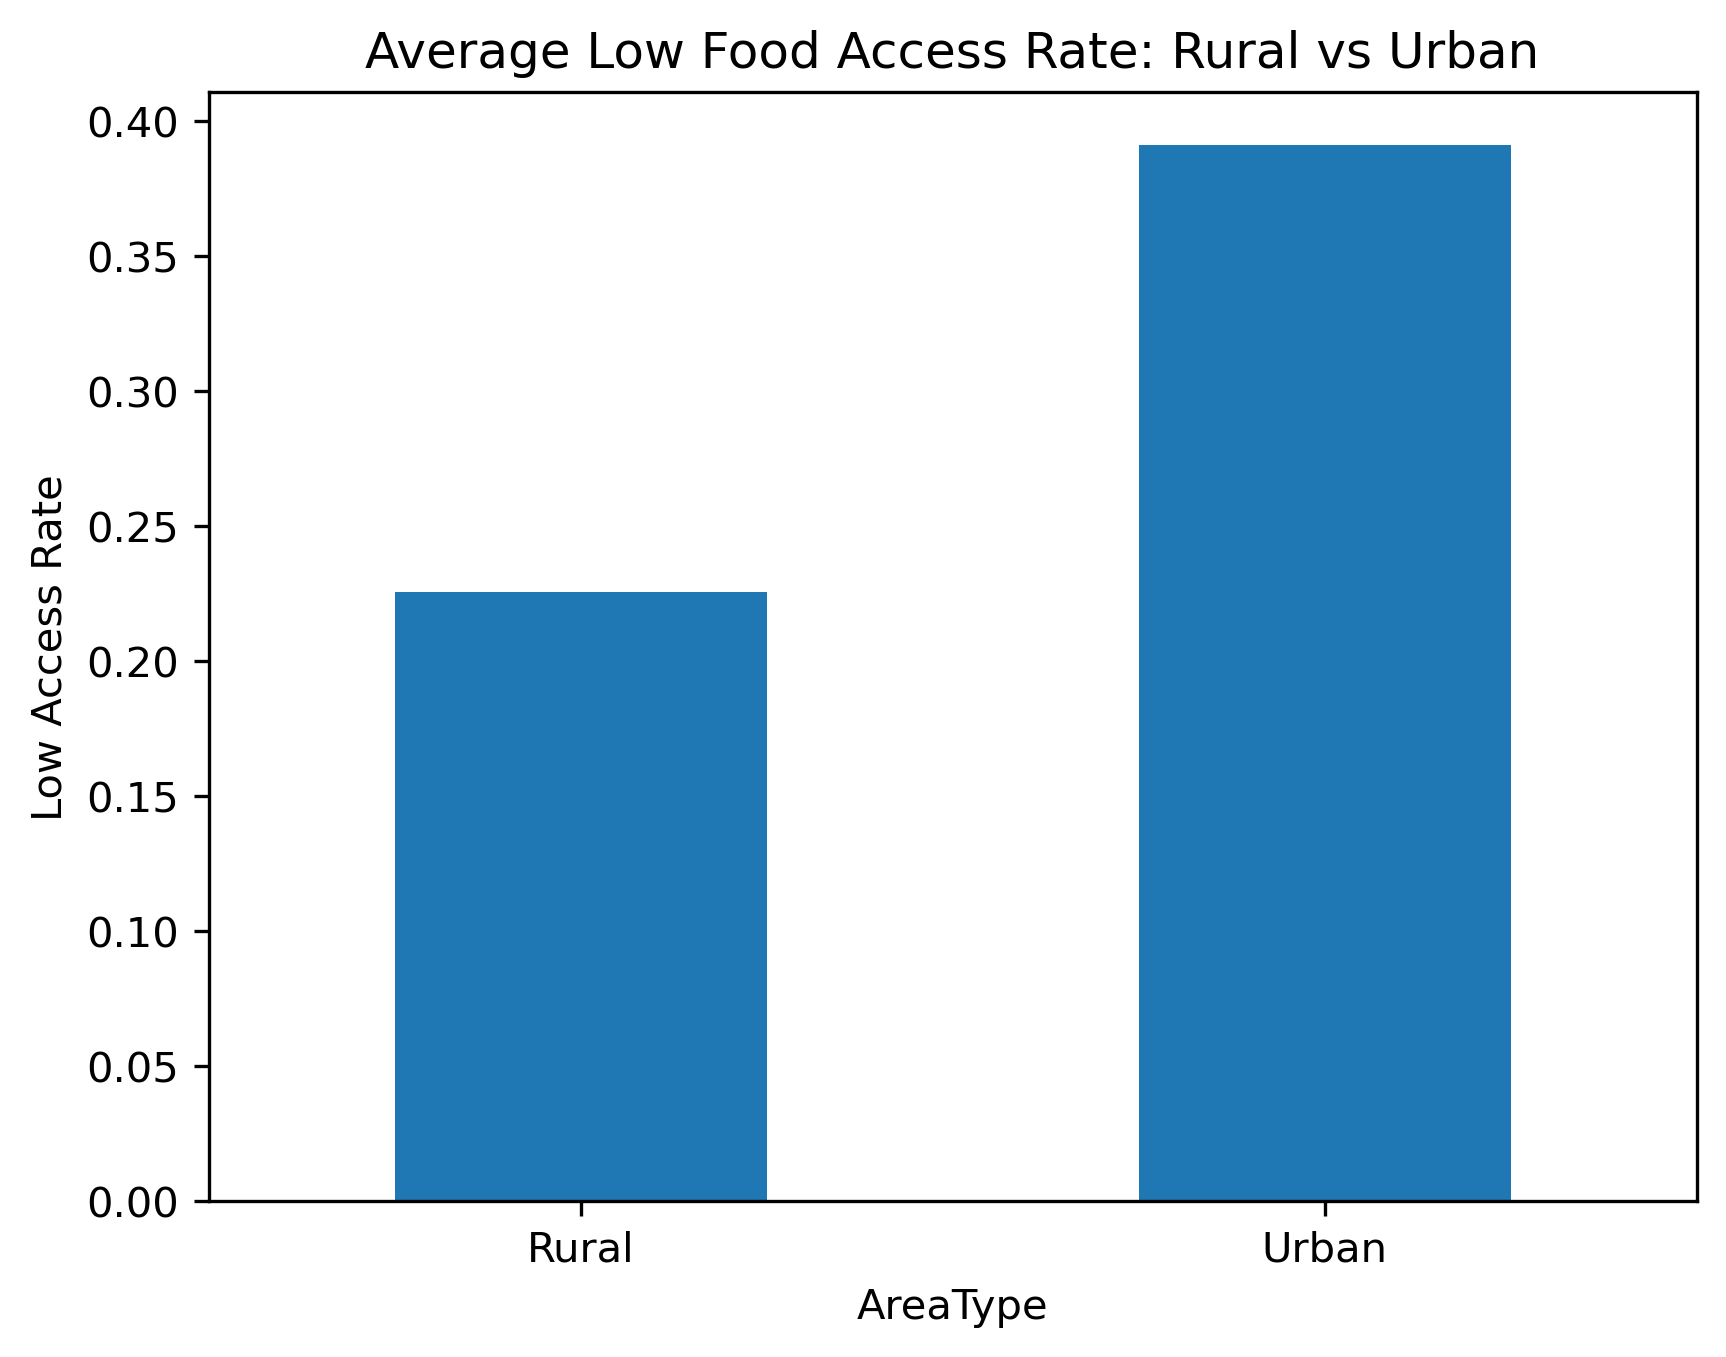 Average Low Food Access Rate: Rural vs Urban
0.40
0.35
0.30
0.25
0.20
0.15
0.10
0.05
0.00
Low Access Rate
Rural
Urban
AreaType